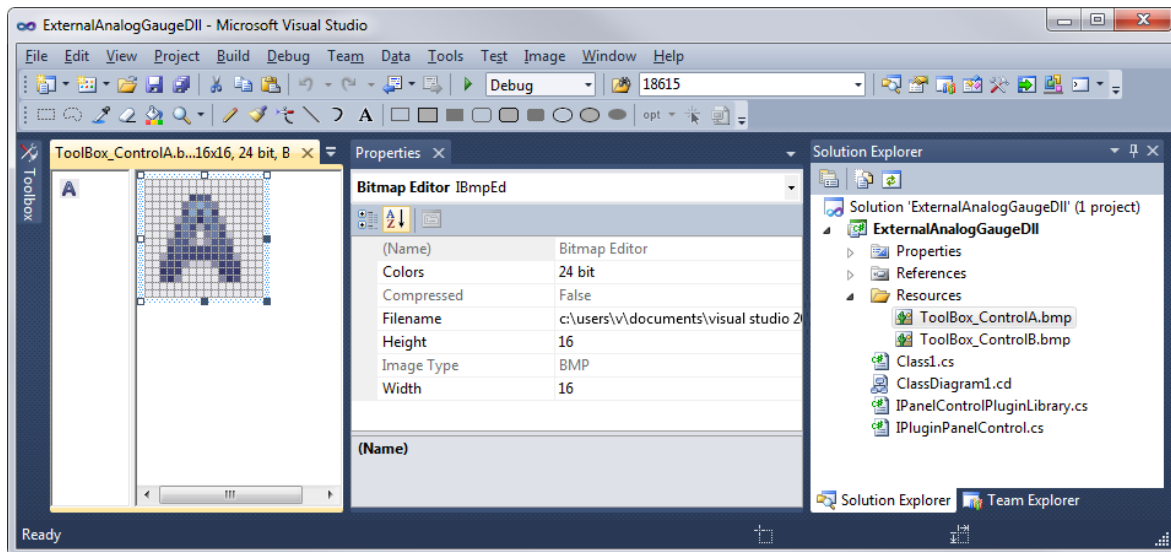 ExternalAnalogGaugeDll - Microsoft Visual Studio
File Edit View Project Build Debug Team Data Tools Test Image Window Help
Debug 18615
A opt
Toolbox
ToolBox_ControlA.b...16x16, 24 bit, B
A
A
Properties
Bitmap Editor IBmpEd
(Name) Bitmap Editor
Colors 24 bit
Compressed False
Filename c:\users\v\documents\visual studio 20
Height 16
Image Type BMP
Width 16
(Name)
Solution Explorer
Solution 'ExternalAnalogGaugeDll' (1 project)
ExternalAnalogGaugeDll
Properties
References
Resources
ToolBox_ControlA.bmp
ToolBox_ControlB.bmp
Class1.cs
ClassDiagram1.cd
IPanelControlPluginLibrary.cs
IPluginPanelControl.cs
Solution Explorer Team Explorer
Ready